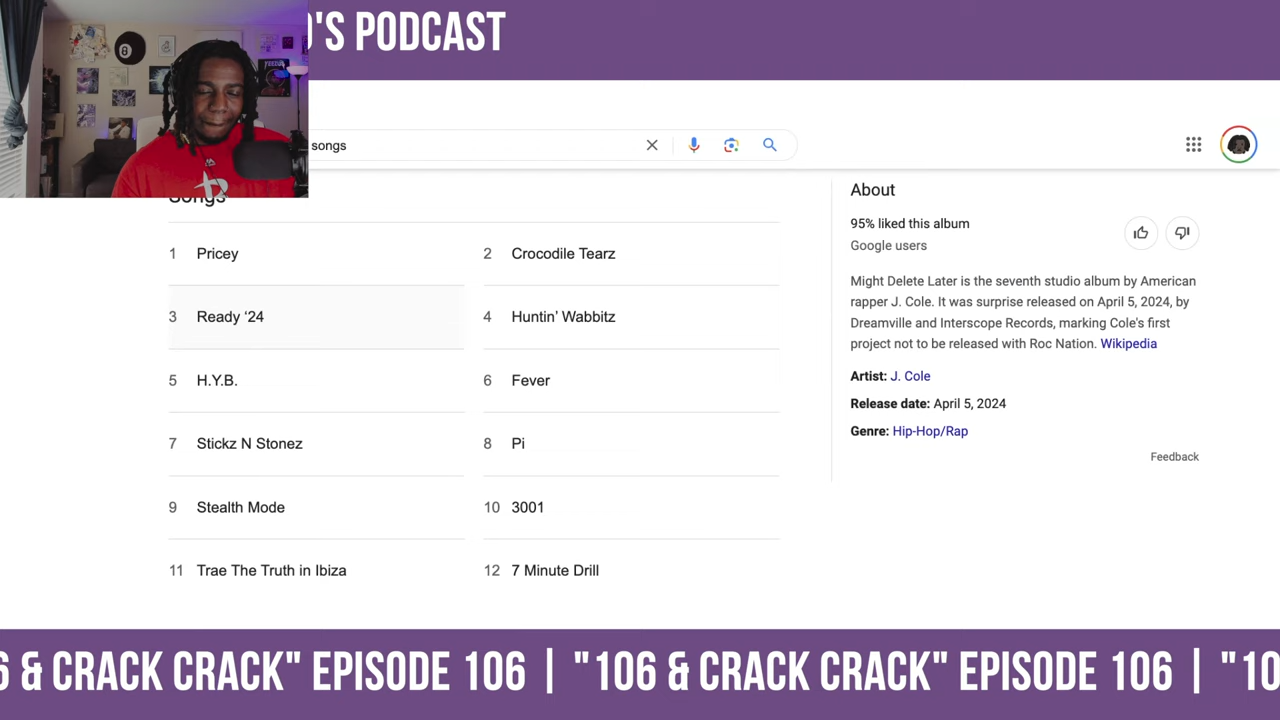 'S PODCAST
songs
Songs
1 Pricey
2 Crocodile Tearz
3 Ready ‘24
4 Huntin’ Wabbitz
5 H.Y.B.
6 Fever
7 Stickz N Stonez
8 Pi
9 Stealth Mode
10 3001
11 Trae The Truth in Ibiza
12 7 Minute Drill
About
95% liked this album
Google users
Might Delete Later is the seventh studio album by American
rapper J. Cole. It was surprise released on April 5, 2024, by
Dreamville and Interscope Records, marking Cole's first
project not to be released with Roc Nation. Wikipedia
Artist: J. Cole
Release date: April 5, 2024
Genre: Hip-Hop/Rap
Feedback
6 & CRACK CRACK" EPISODE 106 | "106 & CRACK CRACK" EPISODE 106 | "10